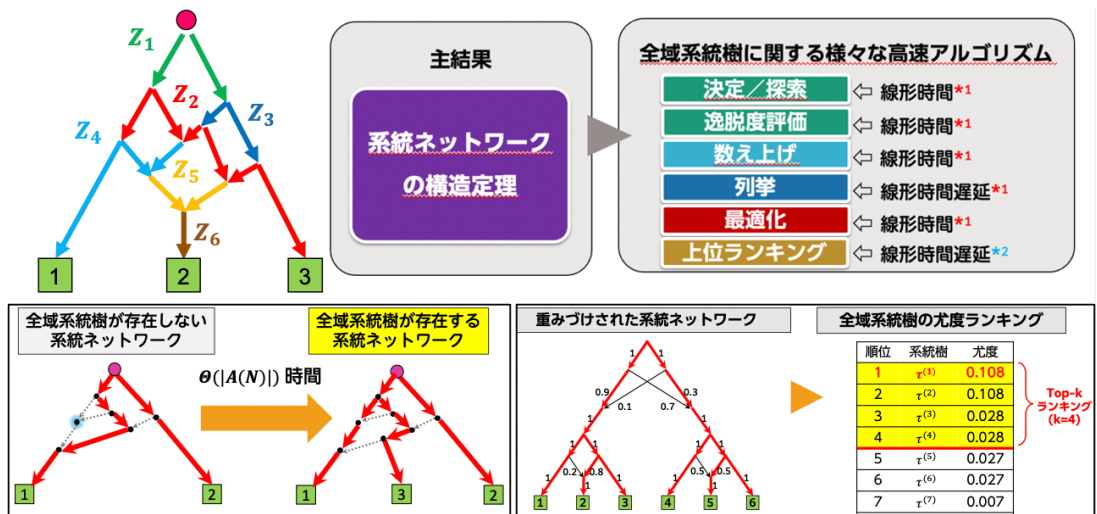 Z1
Z2
Z3
Z4
Z5
Z6
1
2
3
主結果
系統ネットワーク
の構造定理
全域系統樹に関する様々な高速アルゴリズム
決定／探索 ⇦ 線形時間*1
逸脱度評価 ⇦ 線形時間*1
数え上げ ⇦ 線形時間*1
列挙 ⇦ 線形時間遅延*1
最適化 ⇦ 線形時間*1
上位ランキング ⇦ 線形時間遅延*2
全域系統樹が存在しない
系統ネットワーク
Θ(|A(N)|) 時間
全域系統樹が存在する
系統ネットワーク
1 2
1 3 2
重みづけされた系統ネットワーク
1 1
0.9 0.3
0.1 0.7
1 1
1 1 1 1
1 0.2 0.8 1 1 0.5 0.5 1
1 1
1 2 3 4 5 6
全域系統樹の尤度ランキング
順位 系統樹 尤度
1 τ(1) 0.108
2 τ(2) 0.108
3 τ(3) 0.028
4 τ(4) 0.028
5 τ(5) 0.027
6 τ(6) 0.027
7 τ(7) 0.007
Top-k
ランキング
(k=4)